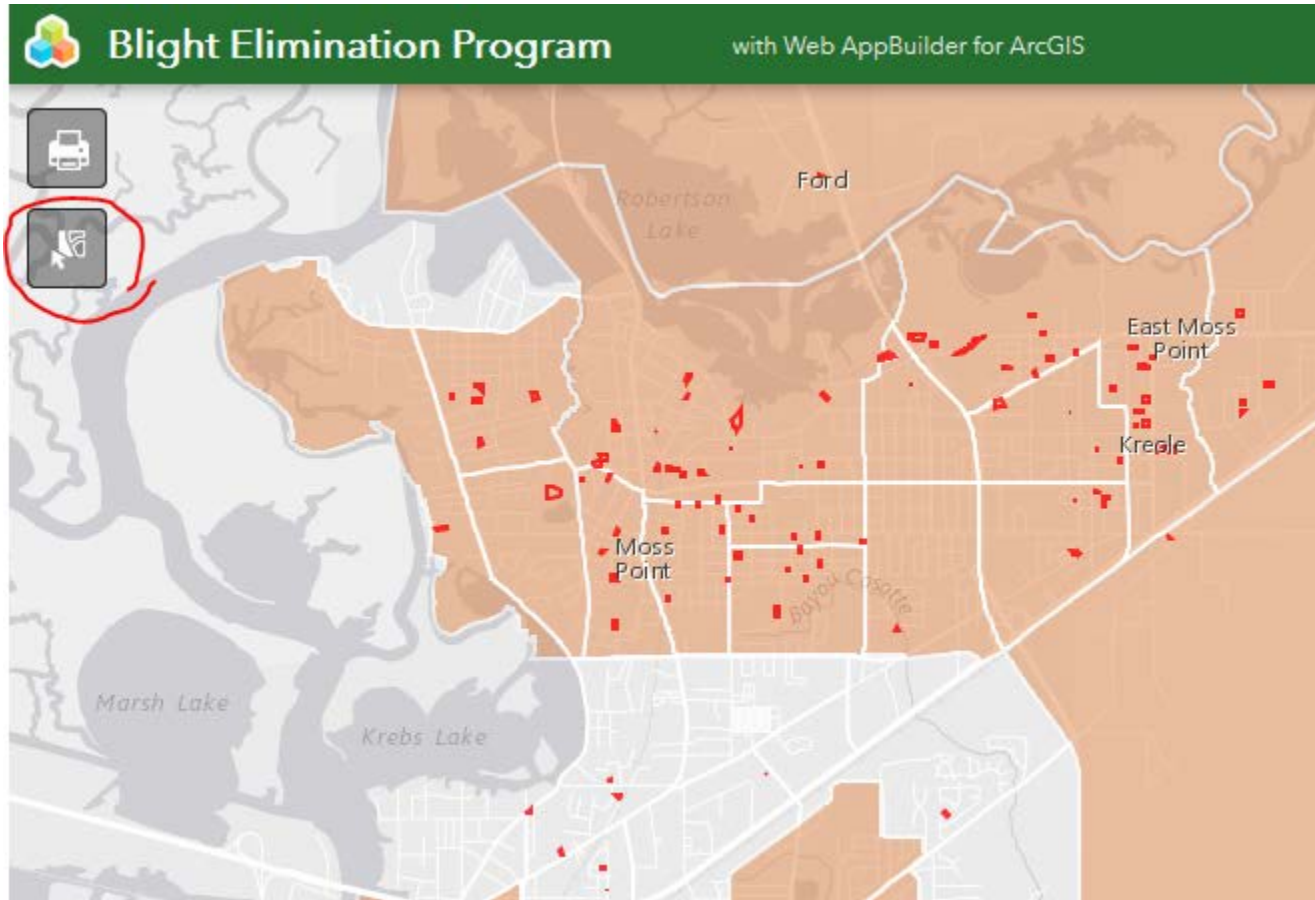 Blight Elimination Program
with Web AppBuilder for ArcGIS
Ford
Robertson
Lake
East Moss
Point
Kreole
Moss
Point
Bayou Casotte
Marsh Lake
Krebs Lake